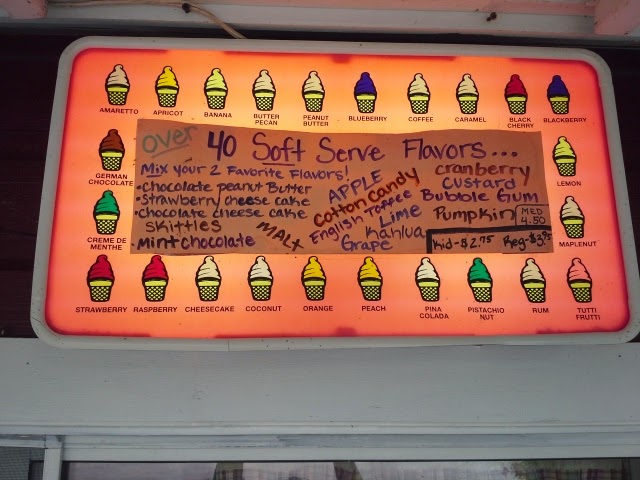 AMARETTO APRICOT BANANA BUTTER PECAN PEANUT BUTTER BLUEBERRY COFFEE CARAMEL BLACK CHERRY BLACKBERRY
GERMAN CHOCOLATE
CREME DE MENTHE
over 40 Soft Serve Flavors...
Mix your 2 Favorite Flavors!
•Chocolate peanut Butter
•Strawberry cheese cake
•chocolate cheese cake
SKittles
•Mint chocolate
MALT
APPLE
Cotton Candy
English Toffee
Lime
Kahlua
Grape
cranberry
custard
Bubble Gum
Pumpkin
MED 4.50
Kid-$2.75 Reg-$3.95
LEMON
MAPLENUT
STRAWBERRY RASPBERRY CHEESECAKE COCONUT ORANGE PEACH PINA COLADA PISTACHIO NUT RUM TUTTI FRUTTI